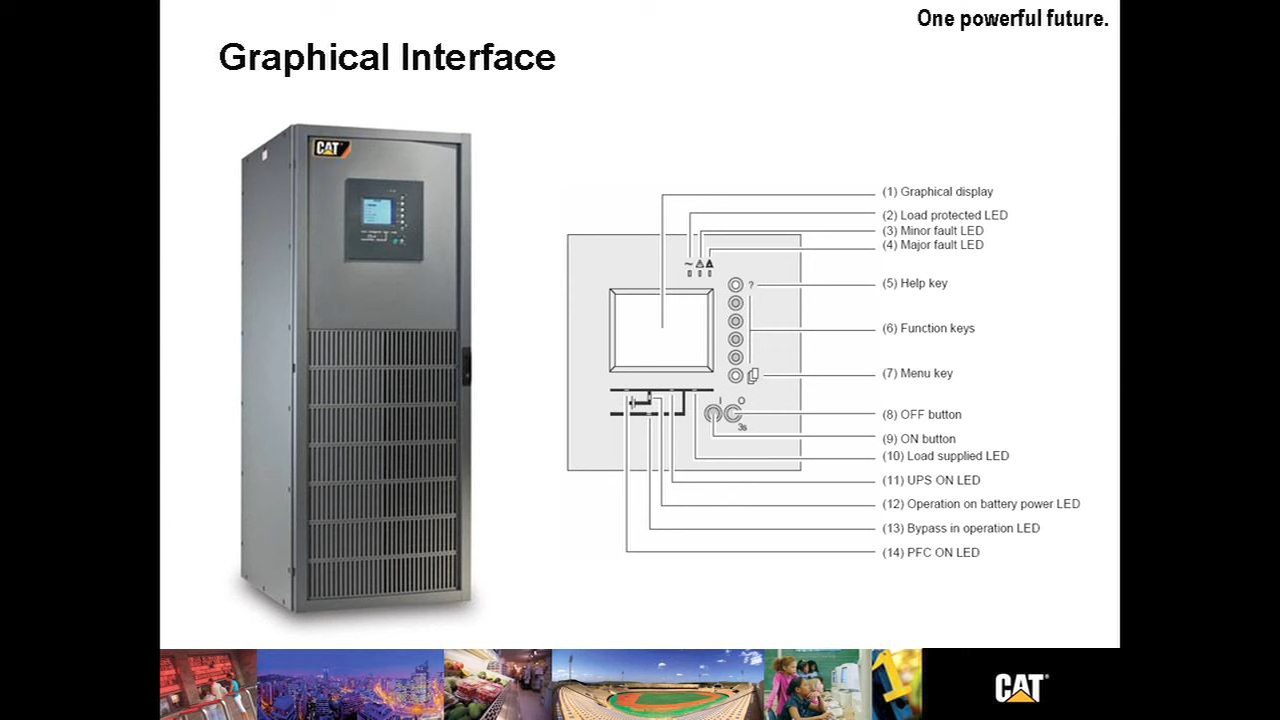 One powerful future.
Graphical Interface
CAT
(1) Graphical display
(2) Load protected LED
(3) Minor fault LED
(4) Major fault LED
?
(5) Help key
(6) Function keys
(7) Menu key
I O
(8) OFF button
3s
(9) ON button
(10) Load supplied LED
(11) UPS ON LED
(12) Operation on battery power LED
(13) Bypass in operation LED
(14) PFC ON LED
1
CAT